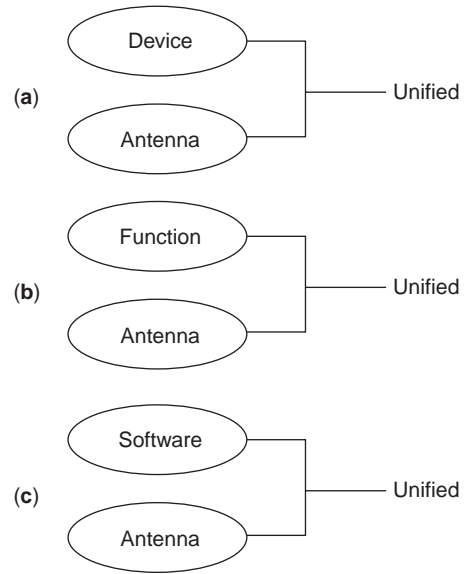 Device
(a)
Unified
Antenna
Function
(b)
Unified
Antenna
Software
(c)
Unified
Antenna